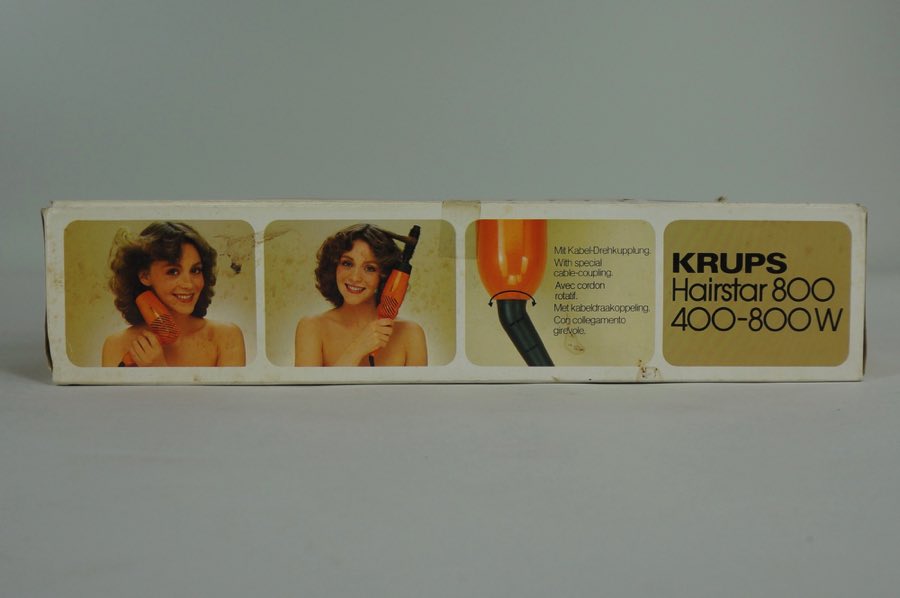 Mit Kabel-Drehkupplung.
With special
cable-coupling.
Avec cordon
rotatif.
Met kabeldraaikoppeling.
Con collegamento
girevole.
KRUPS
Hairstar 800
400-800W